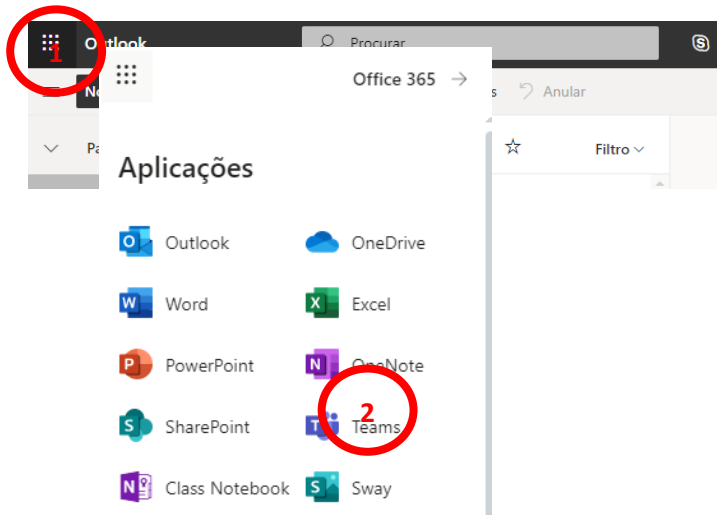 1
Outlook
Procurar
Office 365
Anular
Filtro
Aplicações
Outlook
OneDrive
Word
Excel
PowerPoint
OneNote
2
SharePoint
Teams
Class Notebook
Sway